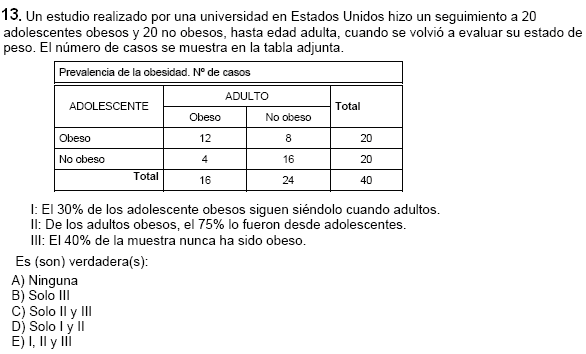 13. Un estudio realizado por una universidad en Estados Unidos hizo un seguimiento a 20
adolescentes obesos y 20 no obesos, hasta edad adulta, cuando se volvió a evaluar su estado de
peso. El número de casos se muestra en la tabla adjunta.
Prevalencia de la obesidad. Nº de casos
ADOLESCENTE ADULTO Total
Obeso No obeso
Obeso 12 8 20
No obeso 4 16 20
Total 16 24 40
I: El 30% de los adolescente obesos siguen siéndolo cuando adultos.
II: De los adultos obesos, el 75% lo fueron desde adolescentes.
III: El 40% de la muestra nunca ha sido obeso.
Es (son) verdadera(s):
A) Ninguna
B) Solo III
C) Solo II y III
D) Solo I y II
E) I, II y III